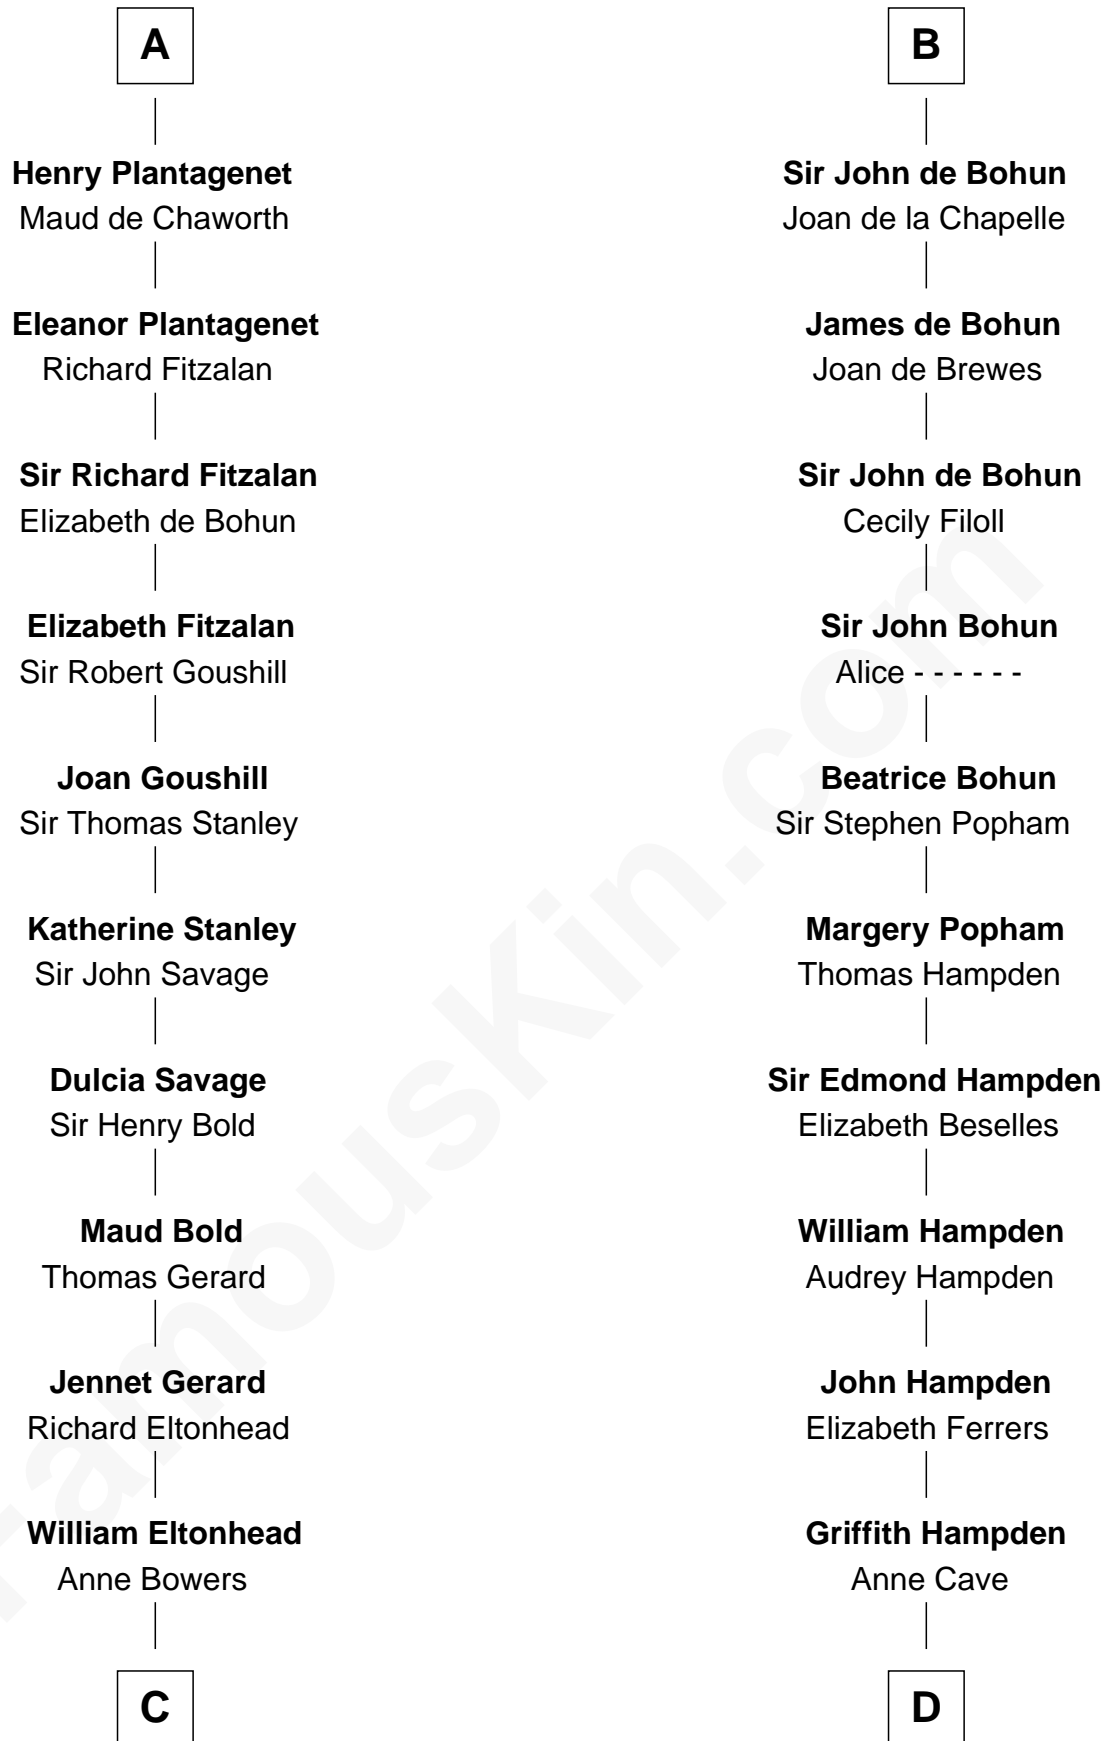 A
Henry Plantagenet
Maud de Chaworth
Eleanor Plantagenet
Richard Fitzalan
Sir Richard Fitzalan
Elizabeth de Bohun
Elizabeth Fitzalan
Sir Robert Goushill
Joan Goushill
Sir Thomas Stanley
Katherine Stanley
Sir John Savage
Dulcia Savage
Sir Henry Bold
Maud Bold
Thomas Gerard
Jennet Gerard
Richard Eltonhead
William Eltonhead
Anne Bowers
C
B
Sir John de Bohun
Joan de la Chapelle
James de Bohun
Joan de Brewes
Sir John de Bohun
Cecily Filoll
Sir John Bohun
Alice - - - - - -
Beatrice Bohun
Sir Stephen Popham
Margery Popham
Thomas Hampden
Sir Edmond Hampden
Elizabeth Beselles
William Hampden
Audrey Hampden
John Hampden
Elizabeth Ferrers
Griffith Hampden
Anne Cave
D
FamousKin.com